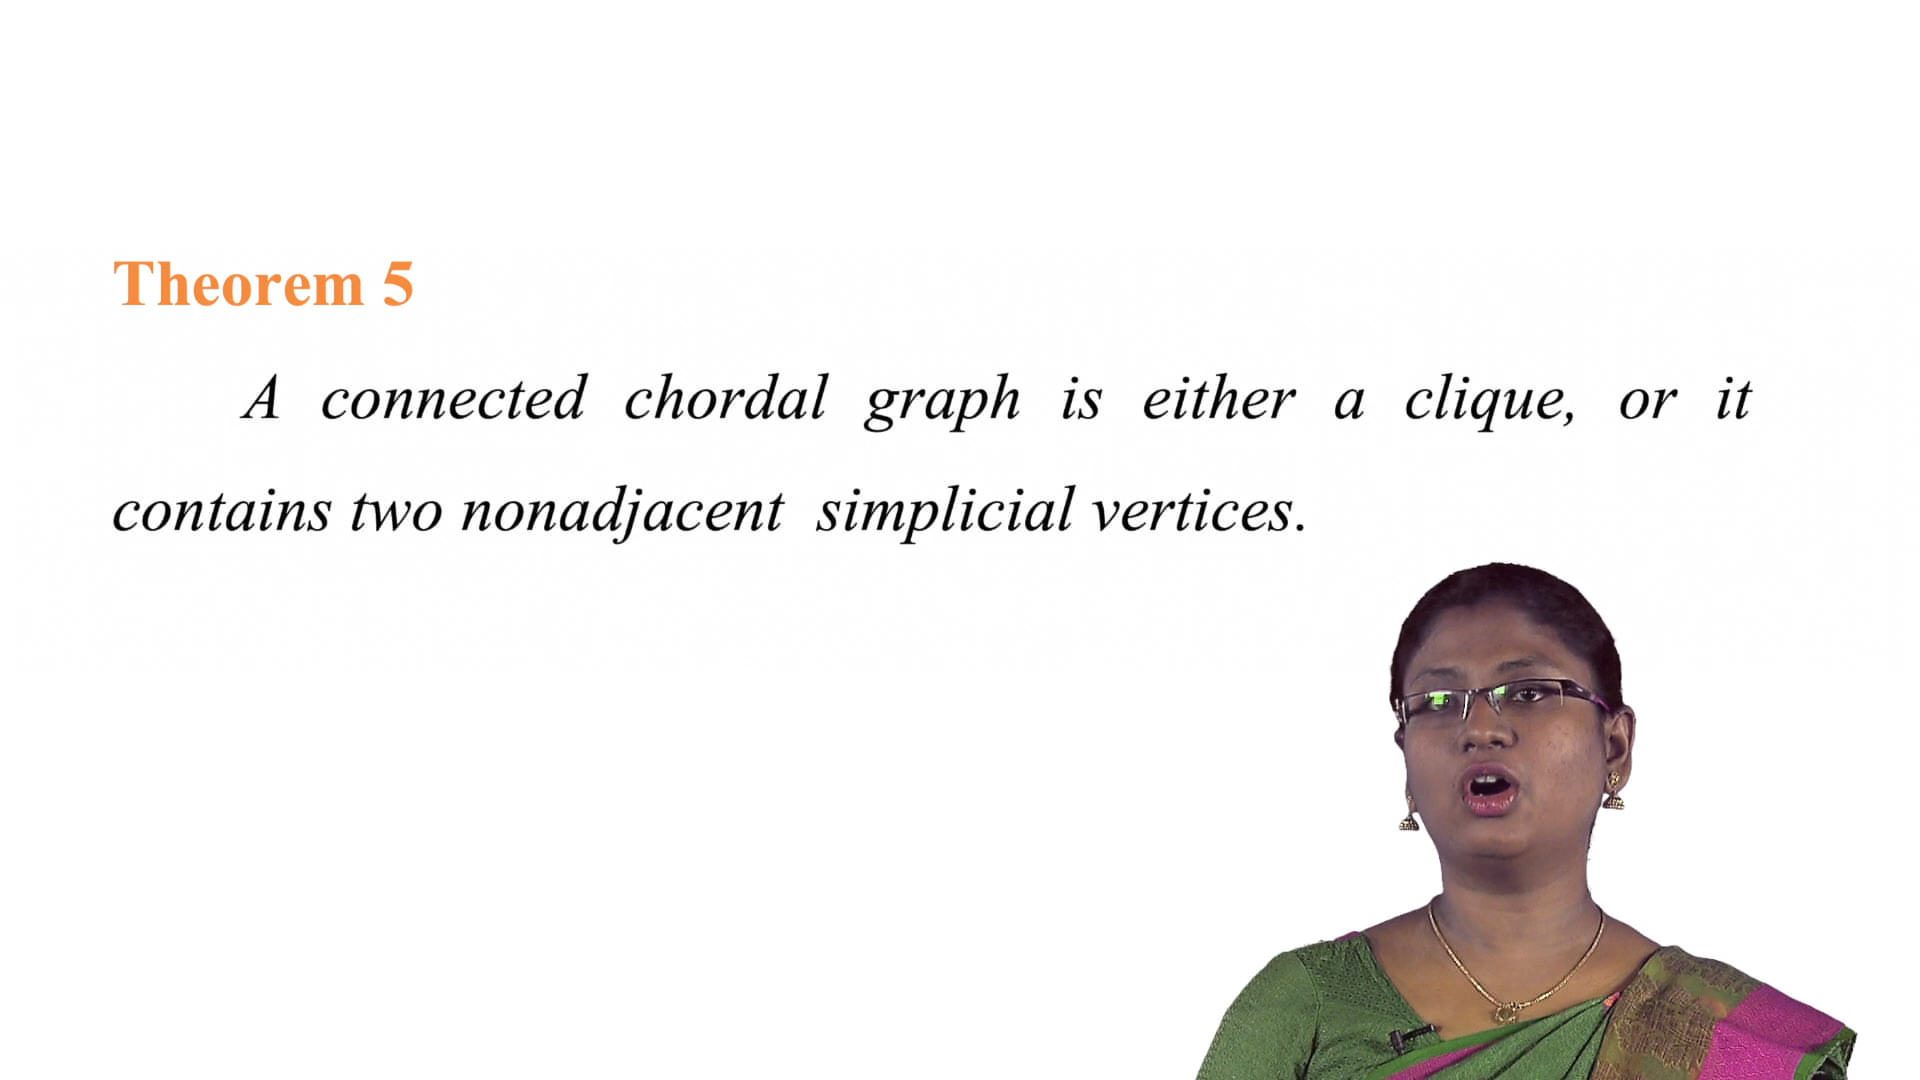 Theorem 5
A connected chordal graph is either a clique, or it
contains two nonadjacent simplicial vertices.